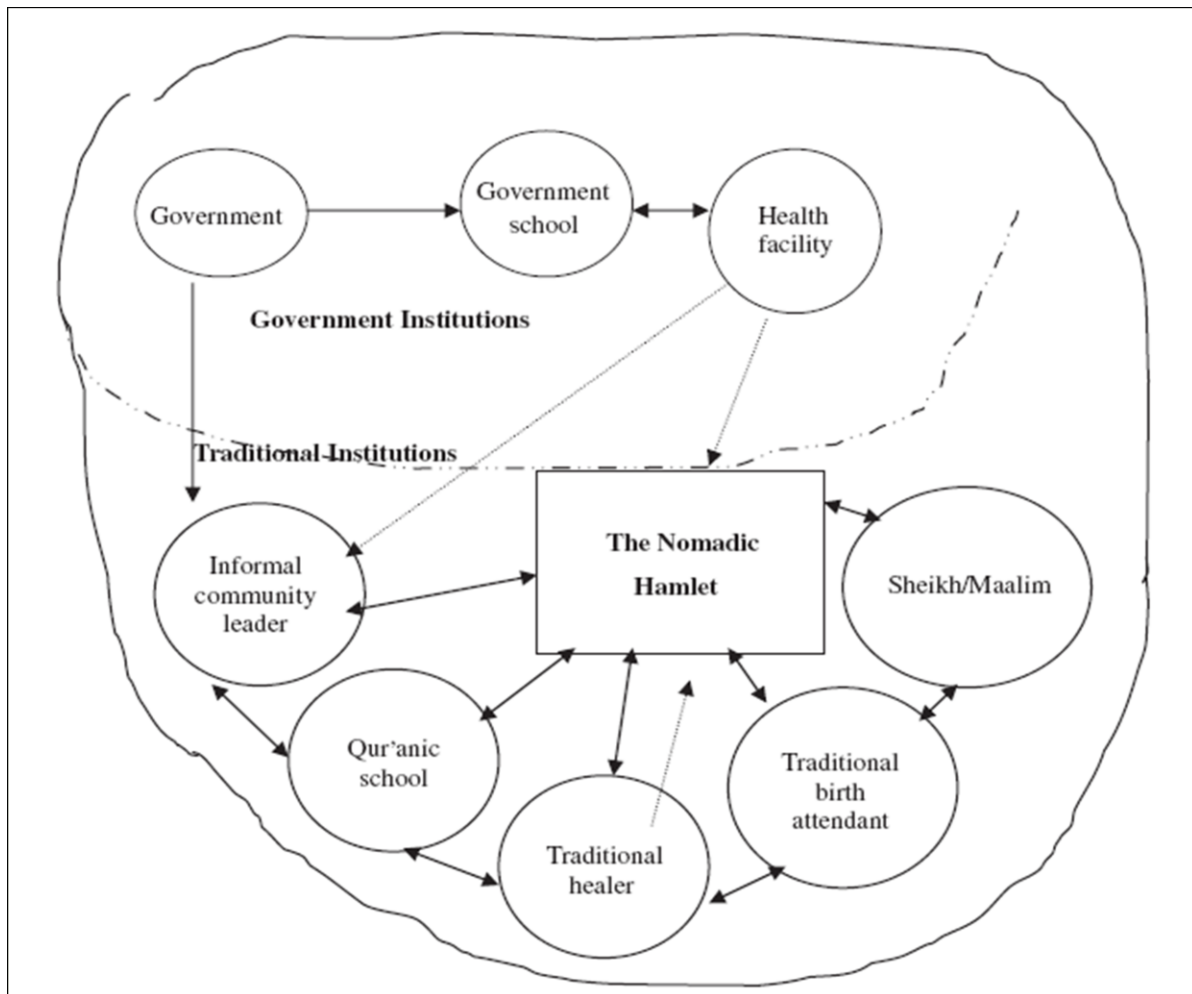 Government
Government
school
Health
facility
Government Institutions
Traditional Institutions
The Nomadic
Hamlet
Informal
community
leader
Sheikh/Maalim
Qur'anic
school
Traditional
birth
attendant
Traditional
healer